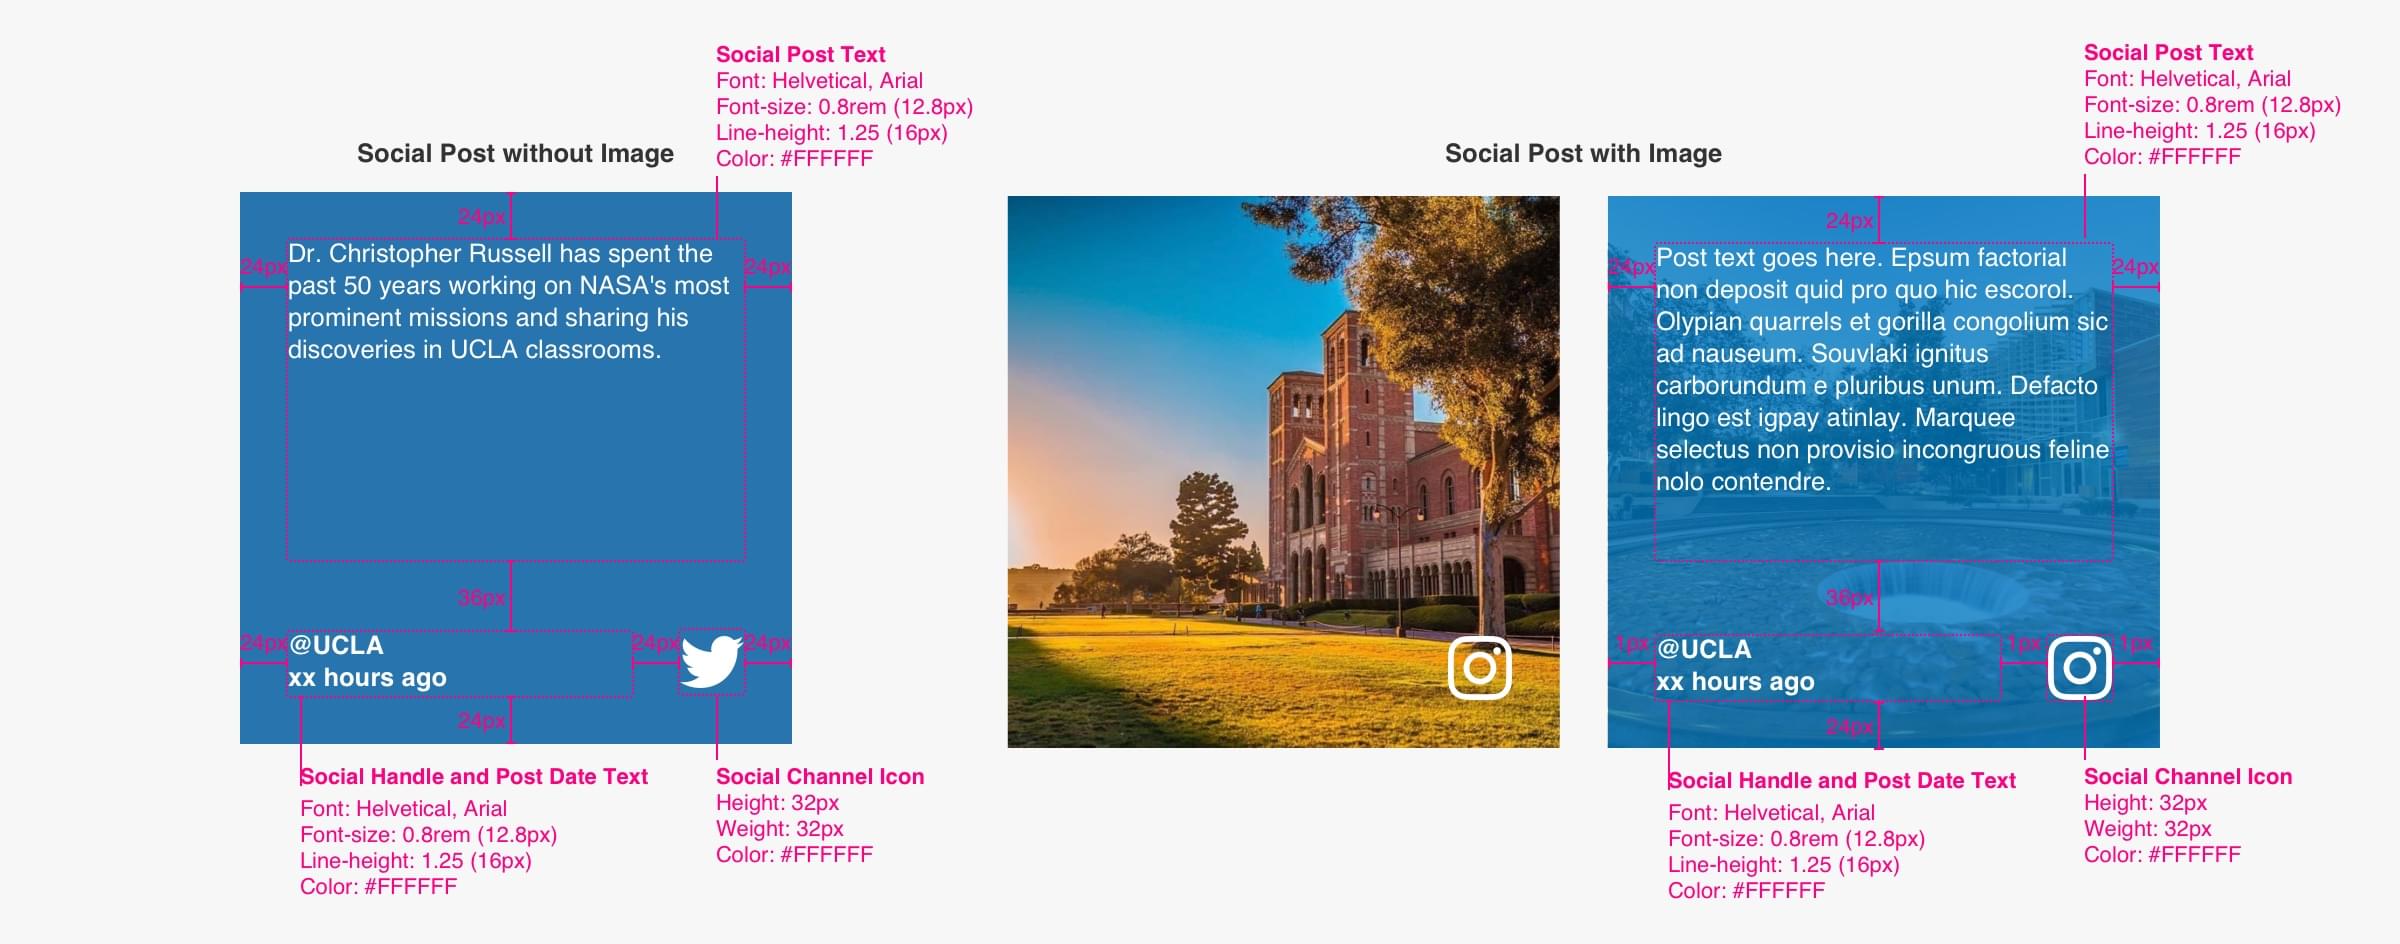 Social Post without Image
Social Post Text
Font: Helvetical, Arial
Font-size: 0.8rem (12.8px)
Line-height: 1.25 (16px)
Color: #FFFFFF
24px
24px
24px
Dr. Christopher Russell has spent the
past 50 years working on NASA's most
prominent missions and sharing his
discoveries in UCLA classrooms.
36px
24px
@UCLA
xx hours ago
24px
24px
24px
Social Handle and Post Date Text
Font: Helvetical, Arial
Font-size: 0.8rem (12.8px)
Line-height: 1.25 (16px)
Color: #FFFFFF
Social Channel Icon
Height: 32px
Weight: 32px
Color: #FFFFFF
Social Post with Image
Social Post Text
Font: Helvetical, Arial
Font-size: 0.8rem (12.8px)
Line-height: 1.25 (16px)
Color: #FFFFFF
24px
24px
24px
Post text goes here. Epsum factorial
non deposit quid pro quo hic escorol.
Olypian quarrels et gorilla congolium sic
ad nauseum. Souvlaki ignitus
carborundum e pluribus unum. Defacto
lingo est igpay atinlay. Marquee
selectus non provisio incongruous feline
nolo contendre.
36px
1px
@UCLA
xx hours ago
1px
1px
24px
Social Handle and Post Date Text
Font: Helvetical, Arial
Font-size: 0.8rem (12.8px)
Line-height: 1.25 (16px)
Color: #FFFFFF
Social Channel Icon
Height: 32px
Weight: 32px
Color: #FFFFFF